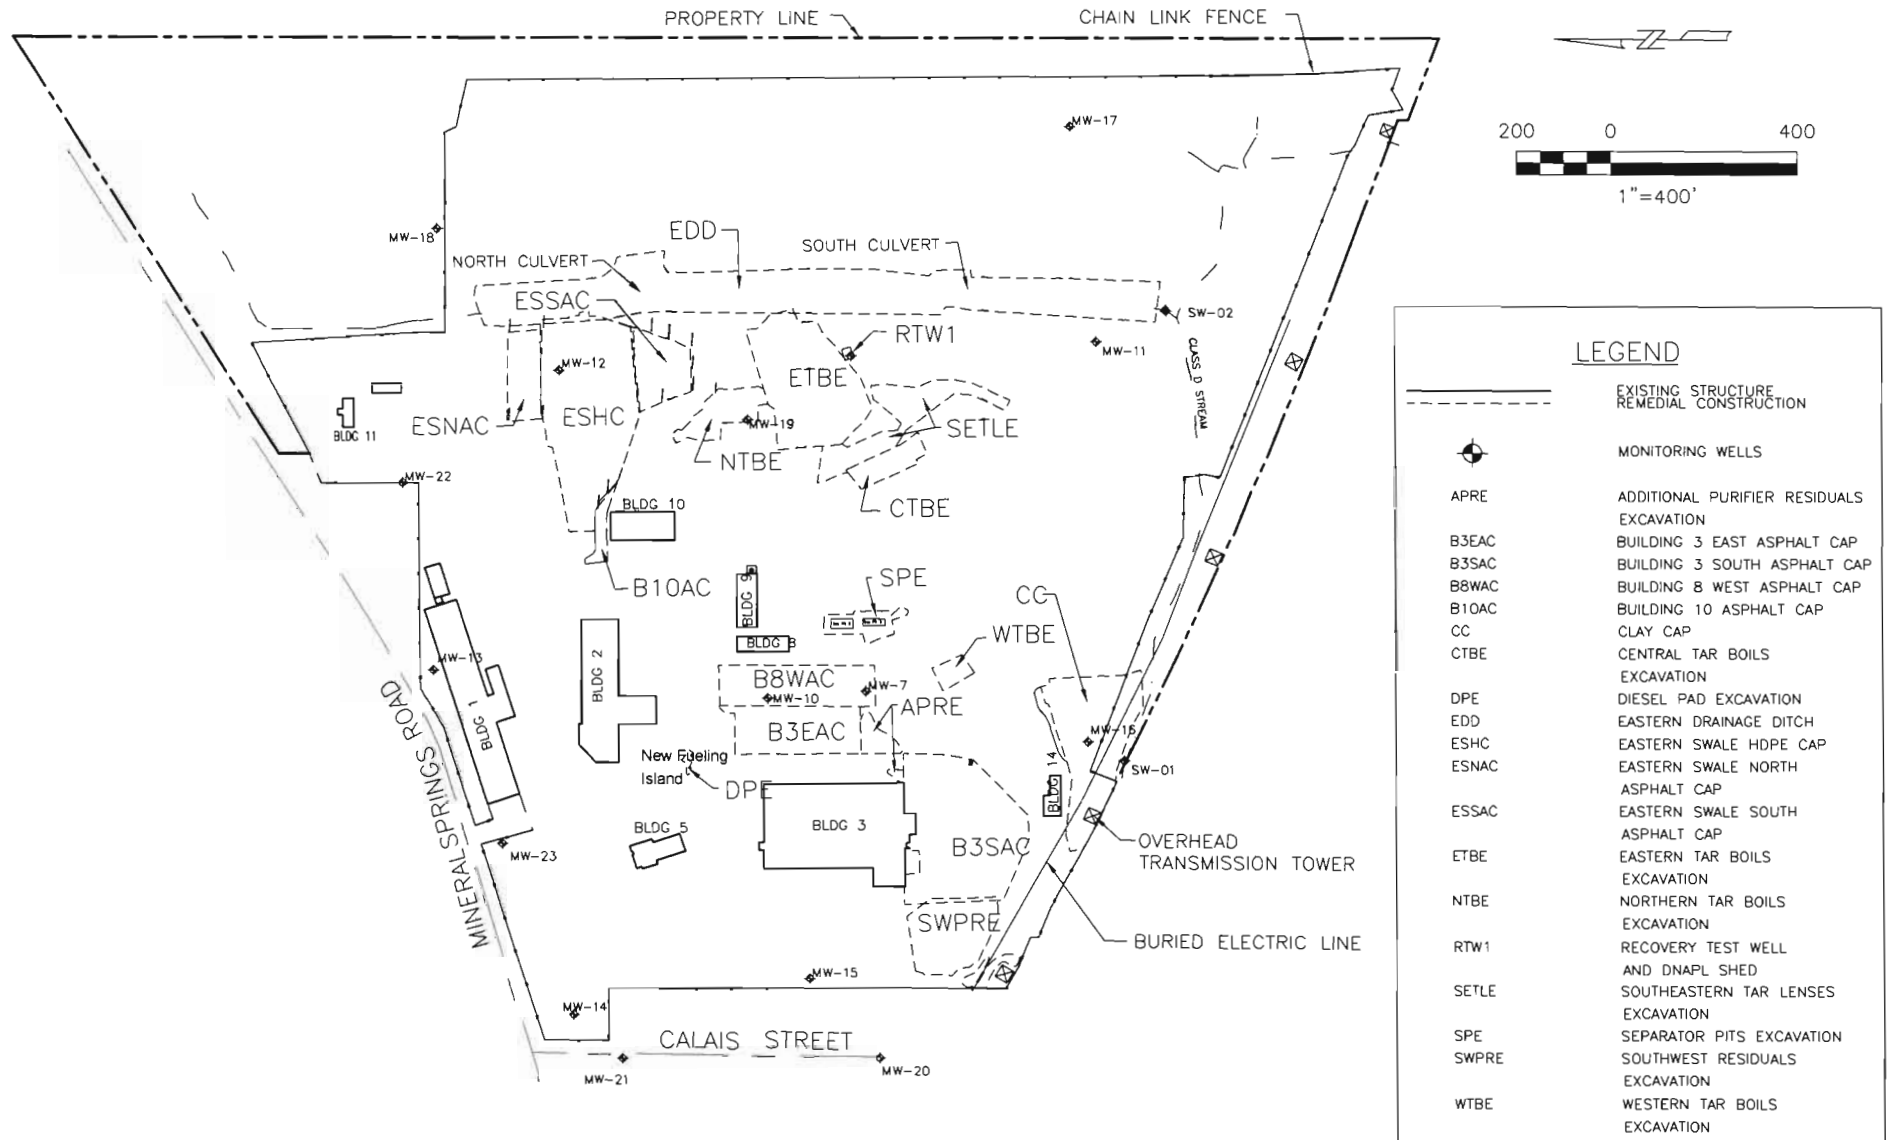 PROPERTY LINE
CHAIN LINK FENCE
N
200 0 400
1"=400'
MW-17
MW-18
EDD
NORTH CULVERT
SOUTH CULVERT
ESSAC
RTW1
SW-02
MW-11
CLASS D STREAM
MW-12
ETBE
ESNAC
ESHC
MW-19
SETLE
BLDG 11
NTBE
MW-22
CTBE
BLDG 10
B10AC
BLDG 9
SPE
CC
WTBE
BLDG 8
MW-13
BLDG 2
B8WAC
MW-10
MW-7
APRE
BLDG 1
B3EAC
MW-16
MINERAL SPRINGS ROAD
New Fueling
Island
DPE
BLDG 14
SW-01
BLDG 3
BLDG 5
B3SAC
OVERHEAD
TRANSMISSION TOWER
MW-23
SWPRE
BURIED ELECTRIC LINE
MW-15
MW-14
CALAIS STREET
MW-21
MW-20
LEGEND
EXISTING STRUCTURE
REMEDIAL CONSTRUCTION
MONITORING WELLS
APRE ADDITIONAL PURIFIER RESIDUALS
EXCAVATION
B3EAC BUILDING 3 EAST ASPHALT CAP
B3SAC BUILDING 3 SOUTH ASPHALT CAP
B8WAC BUILDING 8 WEST ASPHALT CAP
B10AC BUILDING 10 ASPHALT CAP
CC CLAY CAP
CTBE CENTRAL TAR BOILS
EXCAVATION
DPE DIESEL PAD EXCAVATION
EDD EASTERN DRAINAGE DITCH
ESHC EASTERN SWALE HDPE CAP
ESNAC EASTERN SWALE NORTH
ASPHALT CAP
ESSAC EASTERN SWALE SOUTH
ASPHALT CAP
ETBE EASTERN TAR BOILS
EXCAVATION
NTBE NORTHERN TAR BOILS
EXCAVATION
RTW1 RECOVERY TEST WELL
AND DNAPL SHED
SETLE SOUTHEASTERN TAR LENSES
EXCAVATION
SPE SEPARATOR PITS EXCAVATION
SWPRE SOUTHWEST RESIDUALS
EXCAVATION
WTBE WESTERN TAR BOILS
EXCAVATION